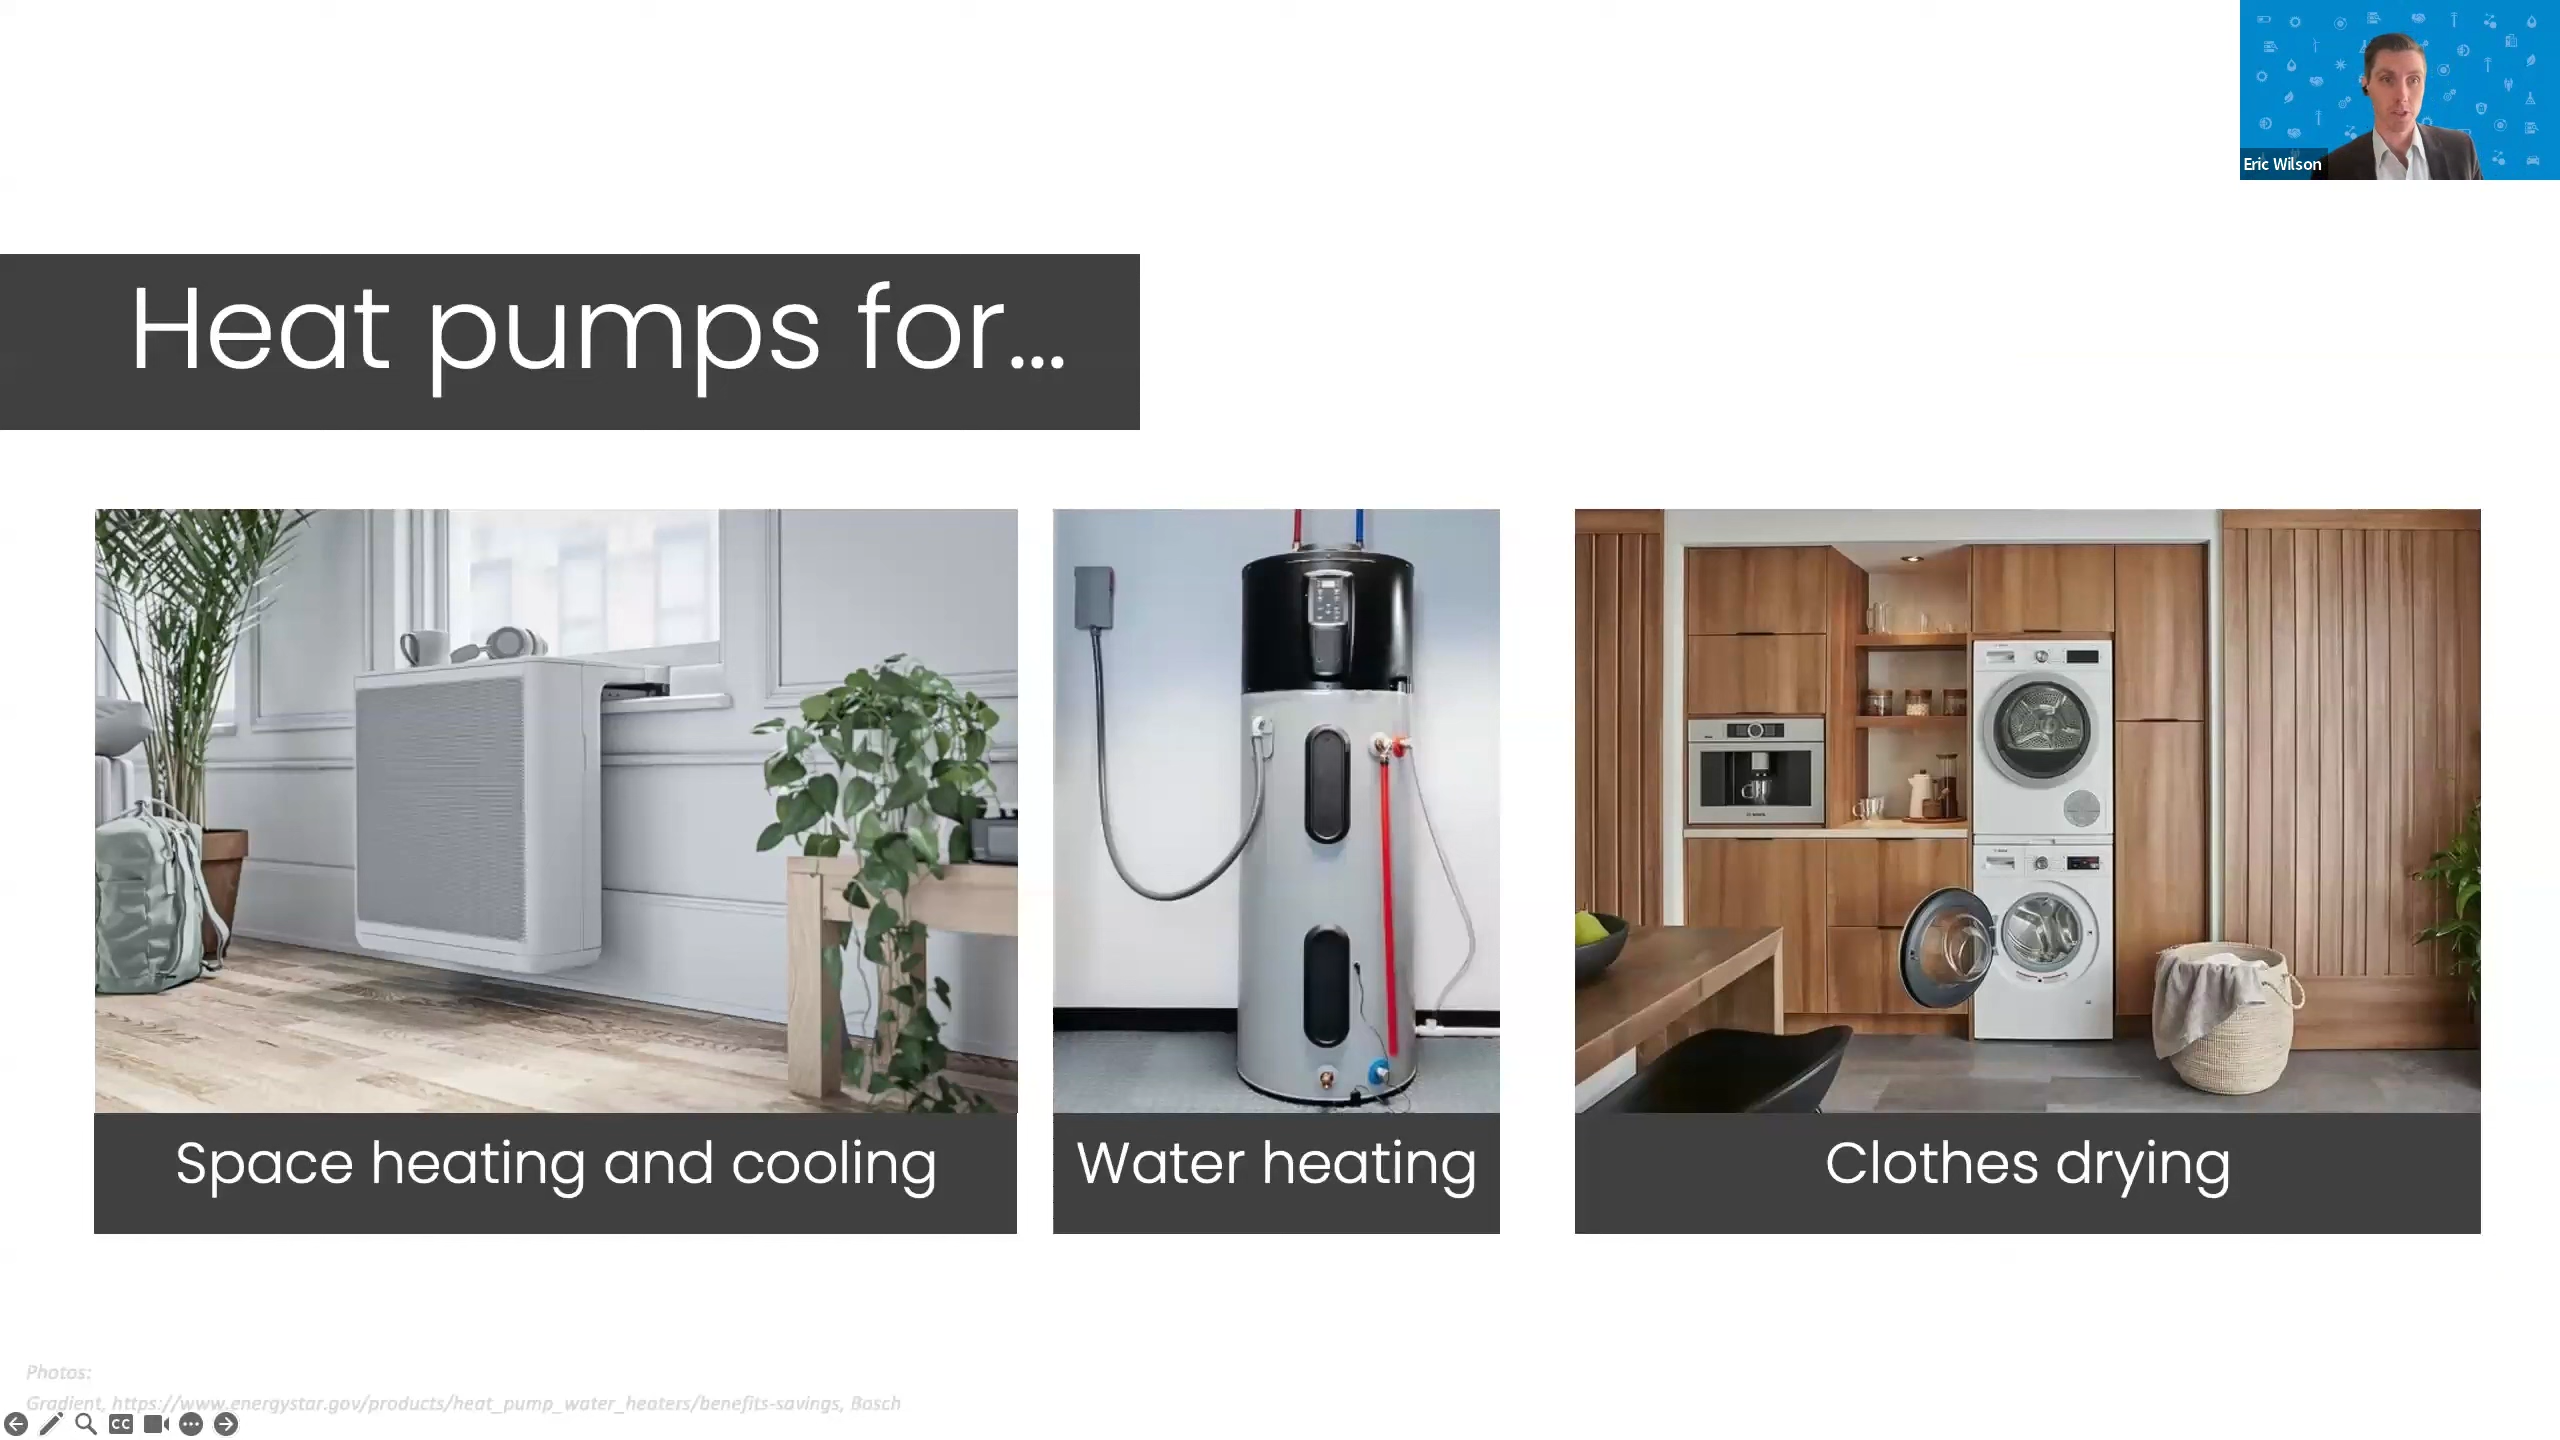 Eric Wilson
Heat pumps for...
Space heating and cooling
Water heating
Clothes drying
Photos:
Gradient, https://www.energystar.gov/products/heat_pump_water_heaters/benefits-savings, Bosch
CC